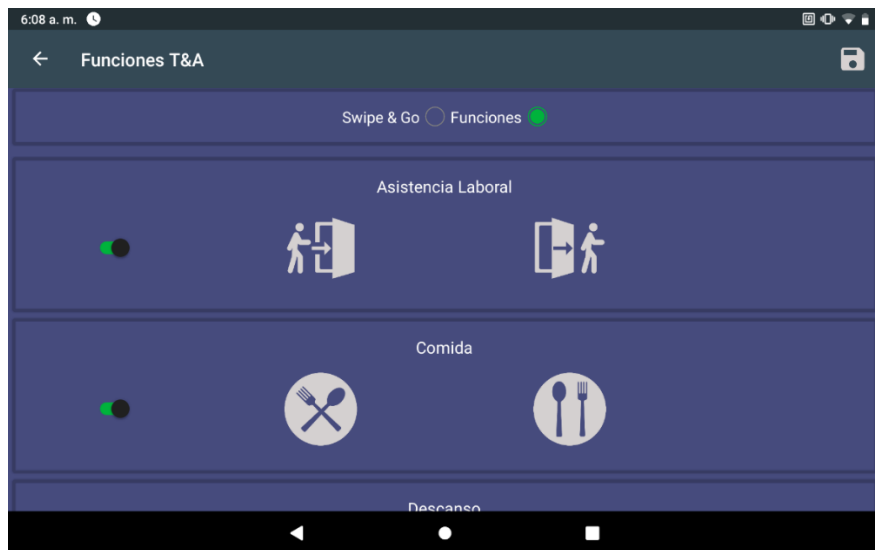 6:08 a. m.
Funciones T&A
Swipe & Go Funciones
Asistencia Laboral
Comida
Descanso